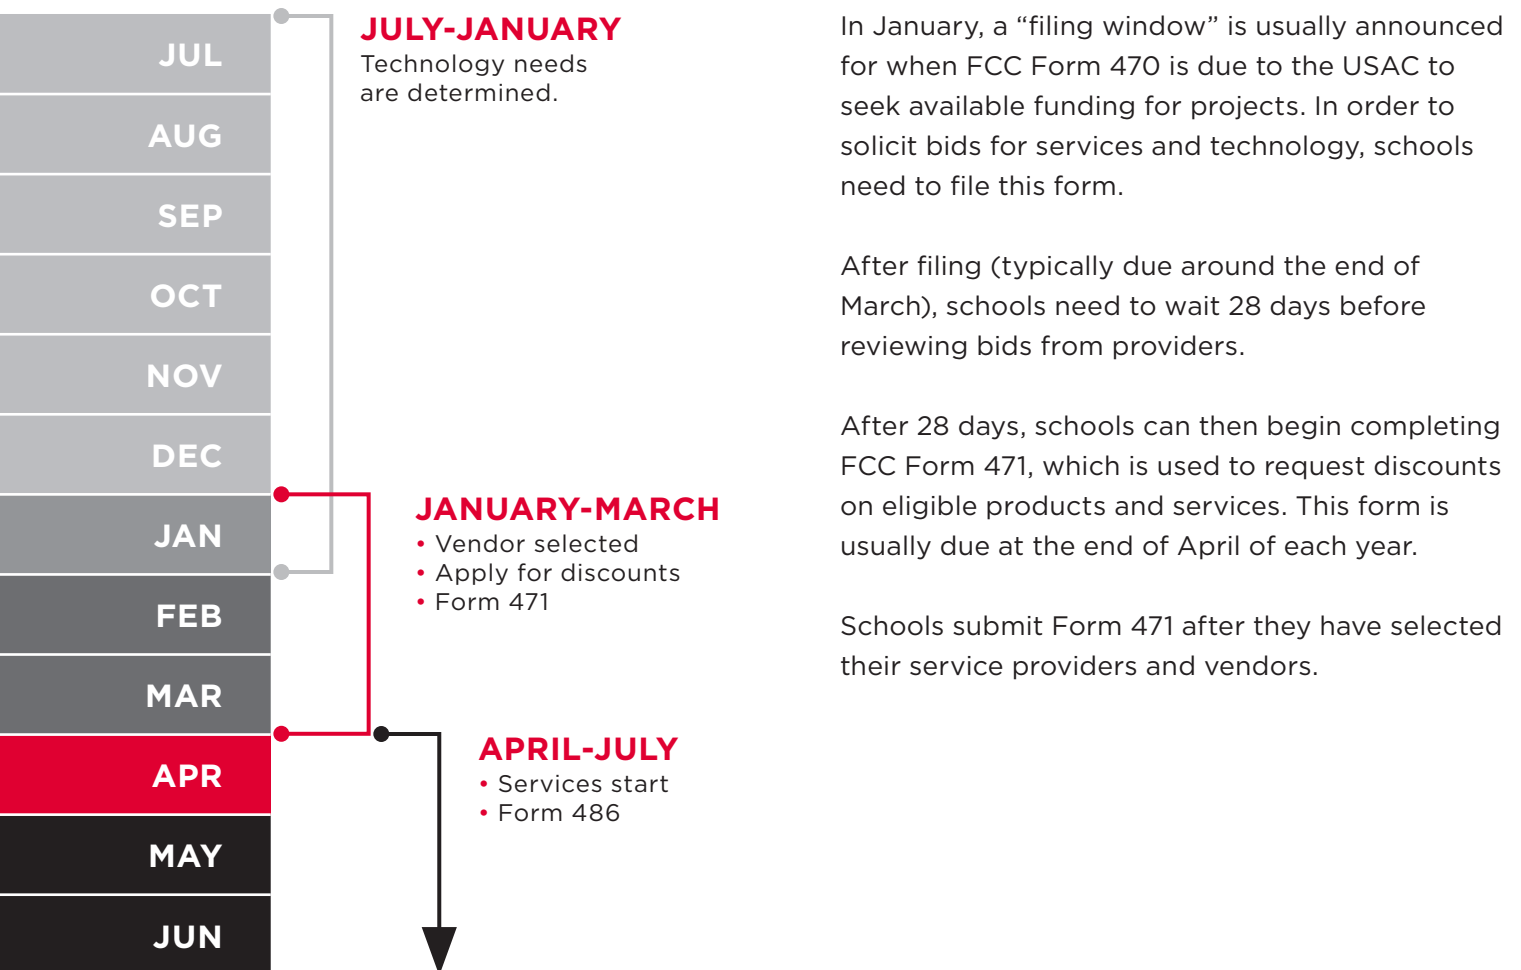 JUL
AUG
SEP
OCT
NOV
DEC
JAN
FEB
MAR
APR
MAY
JUN
JULY-JANUARY
Technology needs
are determined.
JANUARY-MARCH
• Vendor selected
• Apply for discounts
• Form 471
APRIL-JULY
• Services start
• Form 486
In January, a “filing window” is usually announced
for when FCC Form 470 is due to the USAC to
seek available funding for projects. In order to
solicit bids for services and technology, schools
need to file this form.
After filing (typically due around the end of
March), schools need to wait 28 days before
reviewing bids from providers.
After 28 days, schools can then begin completing
FCC Form 471, which is used to request discounts
on eligible products and services. This form is
usually due at the end of April of each year.
Schools submit Form 471 after they have selected
their service providers and vendors.